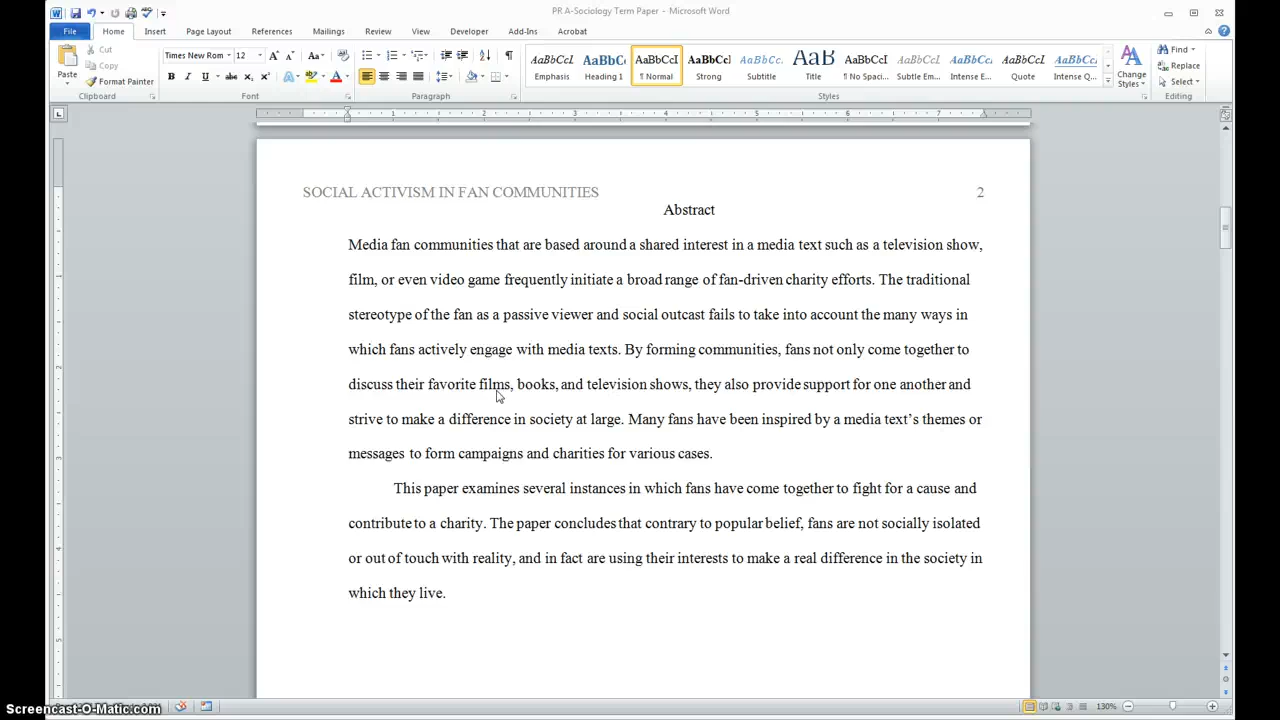 PR A-Sociology Term Paper - Microsoft Word
File Home Insert Page Layout References Mailings Review View Developer Add-Ins Acrobat
Paste
Cut
Copy
Format Painter
Clipboard
Times New Rom 12
Font
Paragraph
AaBbCcI AaBbCc AaBbCcI AaBbCcI AaBbCc. AaB AaBbCcI AaBbCcI AaBbCc. AaBbCcI AaBbCc.
Emphasis Heading 1 ¶ Normal Strong Subtitle Title ¶ No Spaci... Subtle Em... Intense E... Quote Intense Q...
Change
Styles
Styles
Find
Replace
Select
Editing
SOCIAL ACTIVISM IN FAN COMMUNITIES 2
Abstract
Media fan communities that are based around a shared interest in a media text such as a television show,
film, or even video game frequently initiate a broad range of fan-driven charity efforts. The traditional
stereotype of the fan as a passive viewer and social outcast fails to take into account the many ways in
which fans actively engage with media texts. By forming communities, fans not only come together to
discuss their favorite films, books, and television shows, they also provide support for one another and
strive to make a difference in society at large. Many fans have been inspired by a media text’s themes or
messages to form campaigns and charities for various cases.
This paper examines several instances in which fans have come together to fight for a cause and
contribute to a charity. The paper concludes that contrary to popular belief, fans are not socially isolated
or out of touch with reality, and in fact are using their interests to make a real difference in the society in
which they live.
Screencast-O-Matic.com
130%